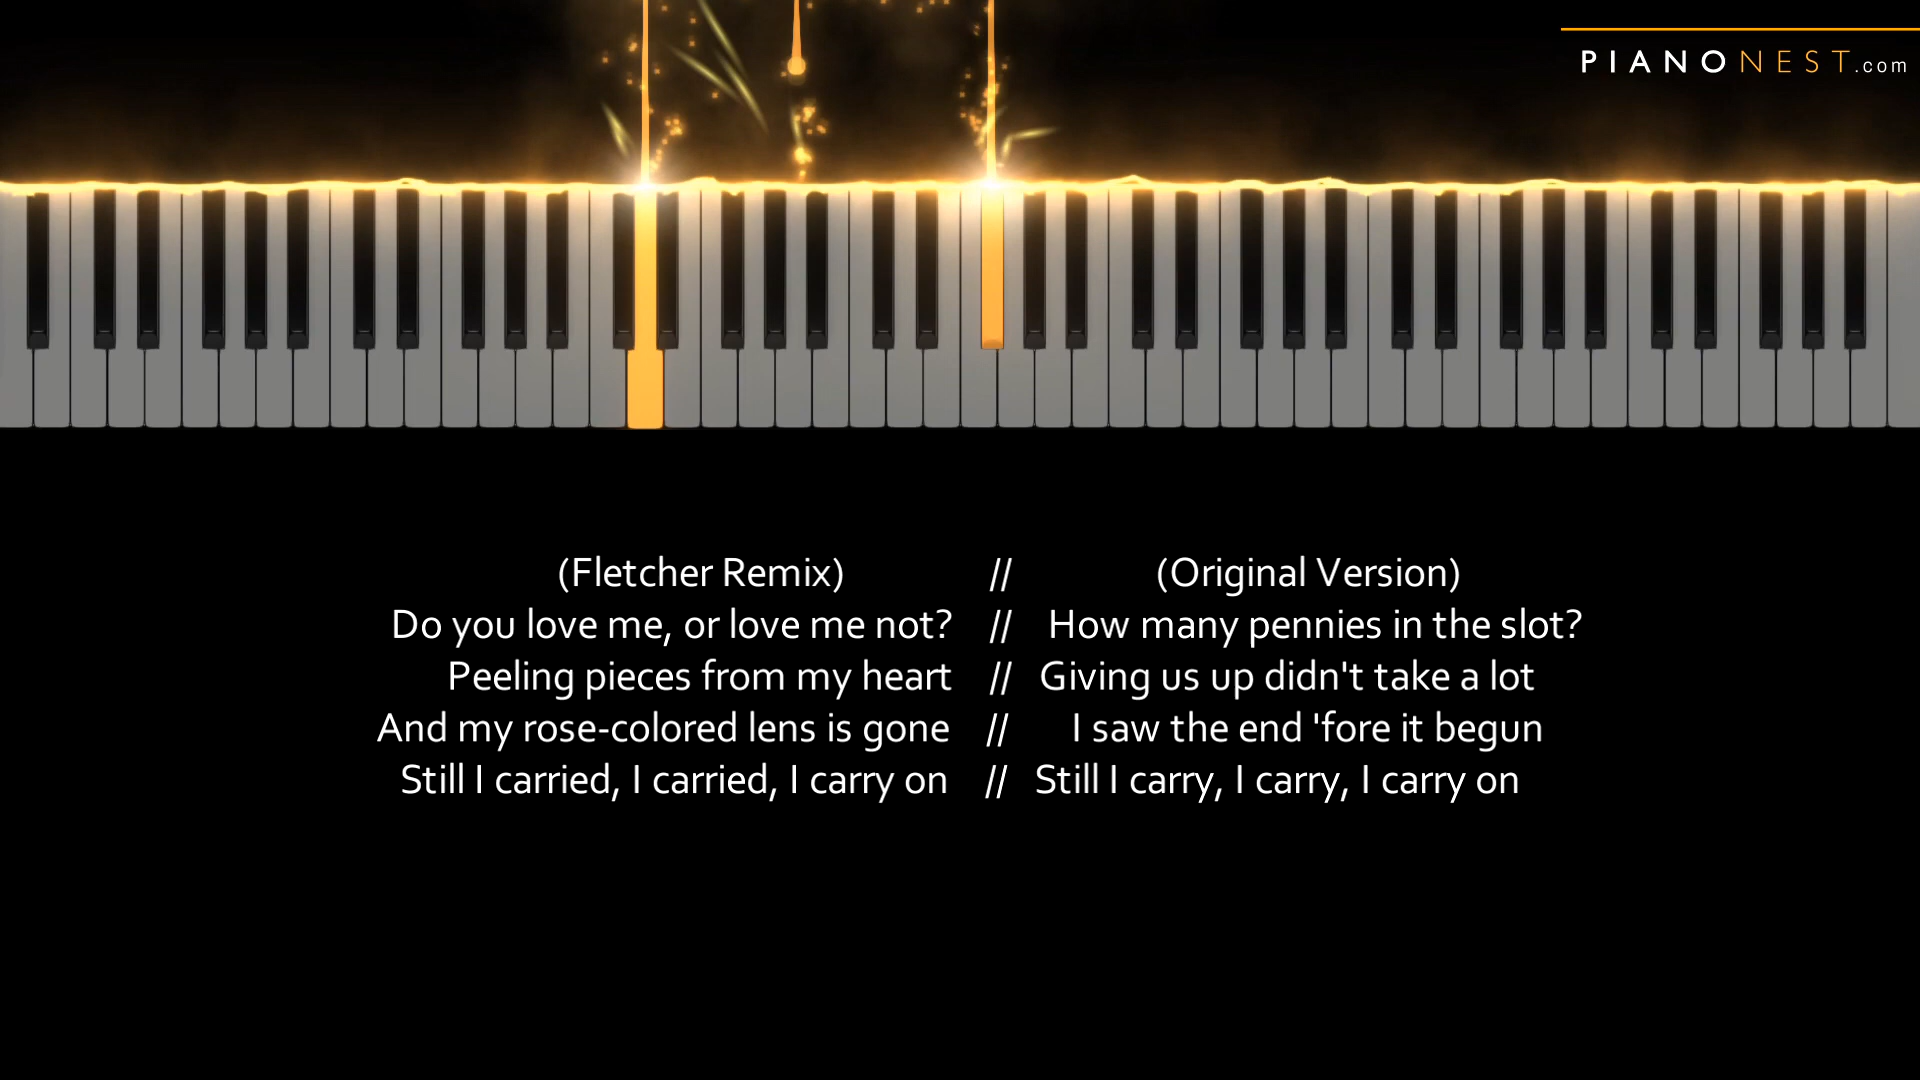 PIANONEST.com
(Fletcher Remix) // (Original Version)
Do you love me, or love me not? // How many pennies in the slot?
Peeling pieces from my heart // Giving us up didn't take a lot
And my rose-colored lens is gone // I saw the end 'fore it begun
Still I carried, I carried, I carry on // Still I carry, I carry, I carry on